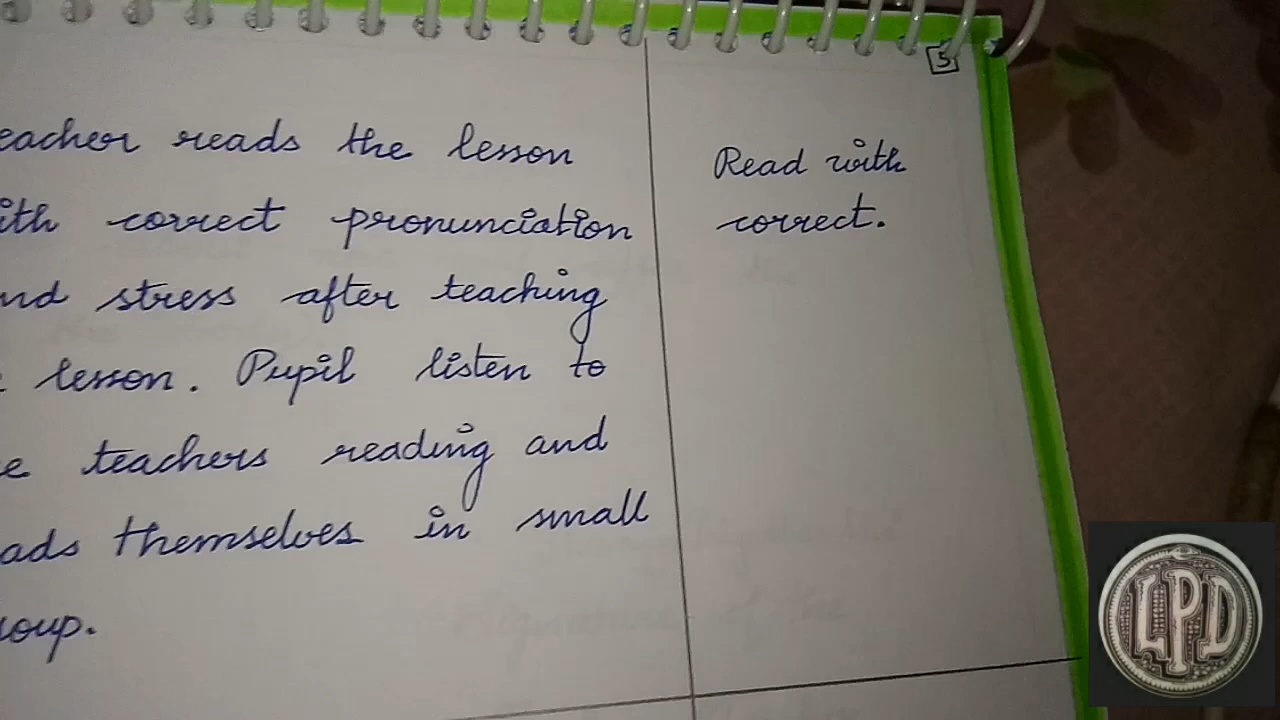 5
eacher reads the lesson
ith correct pronunciation
nd stress after teaching
e lesson. Pupil listen to
e teachers reading and
ads themselves in small
roup.
Read with
correct.
LPD